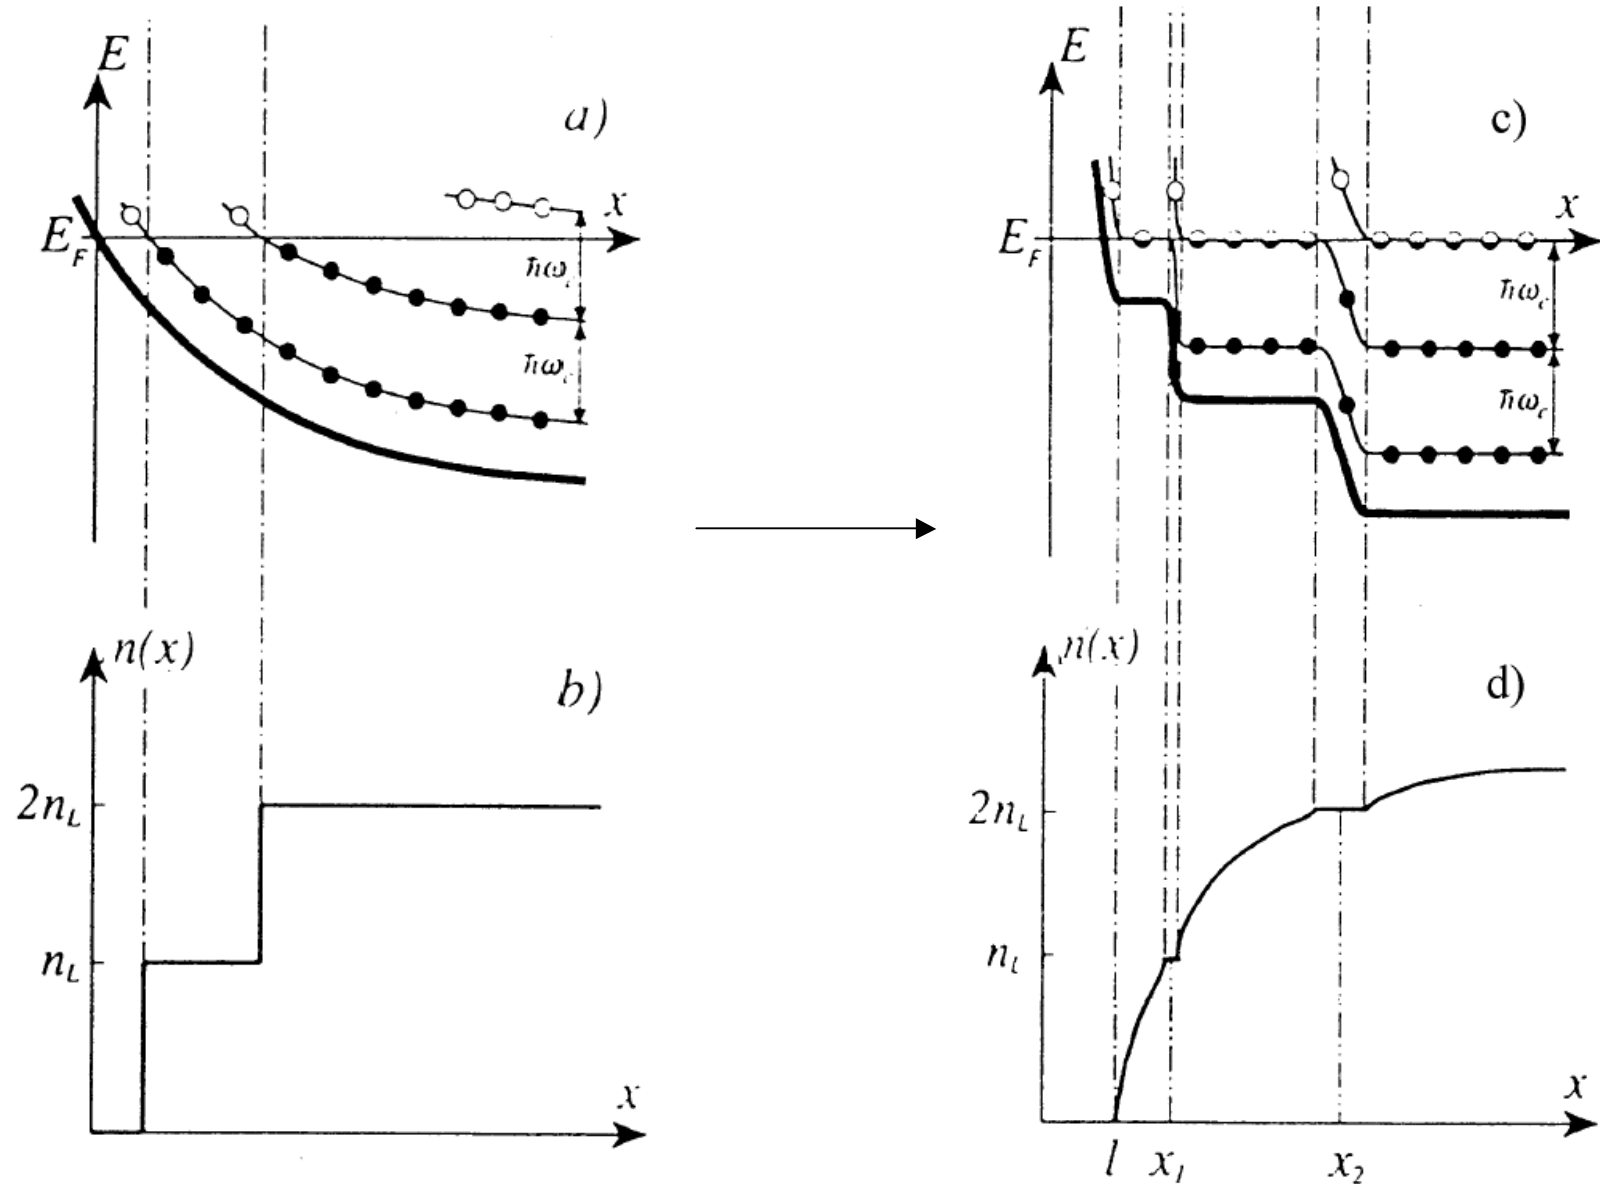 E
a)
x
E_F
ħω_c
ħω_c
n(x)
b)
2n_L
n_L
x
E
c)
x
E_F
ħω_c
ħω_c
n(x)
d)
2n_L
n_L
x
l x_1 x_2